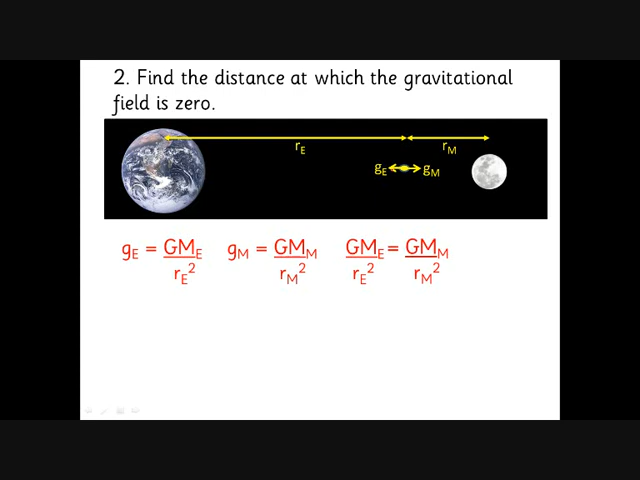 2. Find the distance at which the gravitational
field is zero.
rE
rM
gE gM
gE = GME gM = GMM GME = GMM
rE² rM² rE² rM²